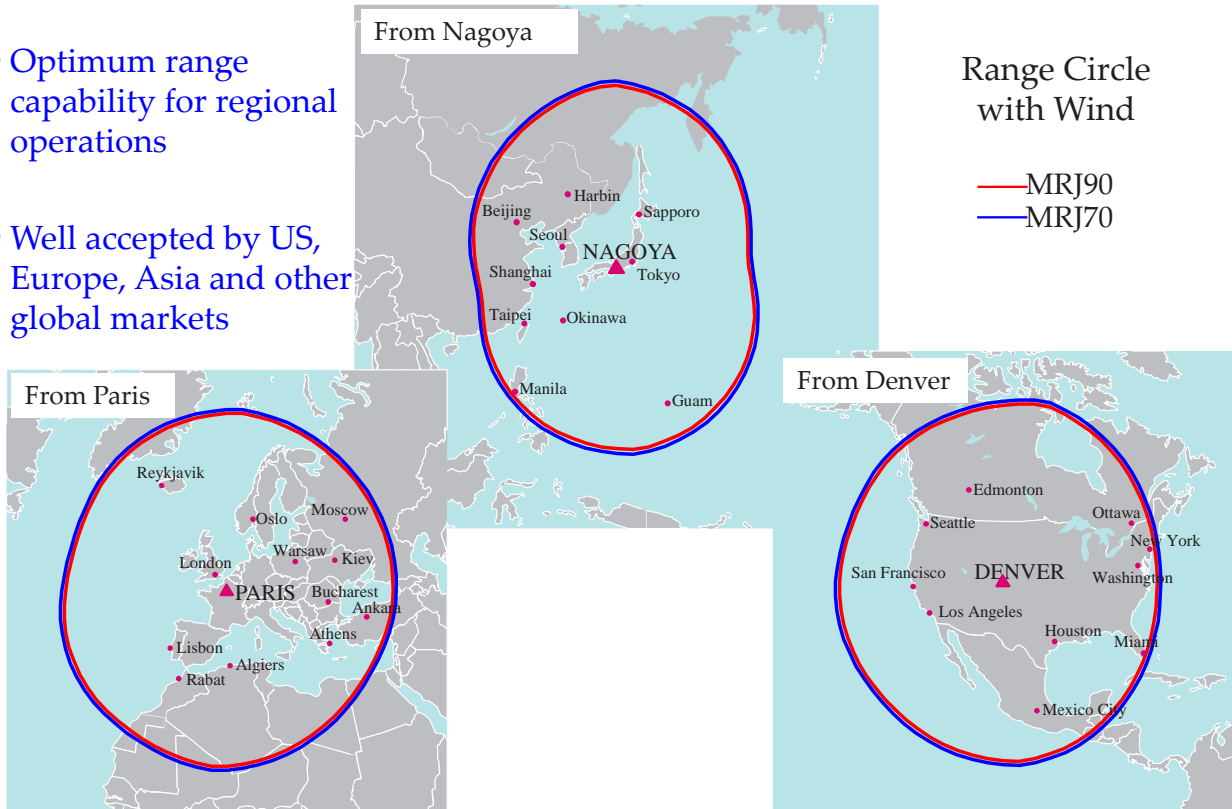 Optimum range
capability for regional
operations
Well accepted by US,
Europe, Asia and other
global markets
From Nagoya
Harbin
Beijing
Sapporo
Seoul
NAGOYA
Shanghai
Tokyo
Taipei
Okinawa
Manila
Guam
Range Circle
with Wind
MRJ90
MRJ70
From Paris
Reykjavik
Oslo
Moscow
Warsaw
Kiev
London
PARIS
Bucharest
Ankara
Athens
Lisbon
Algiers
Rabat
From Denver
Edmonton
Seattle
Ottawa
New York
San Francisco
DENVER
Washington
Los Angeles
Houston
Miami
Mexico City